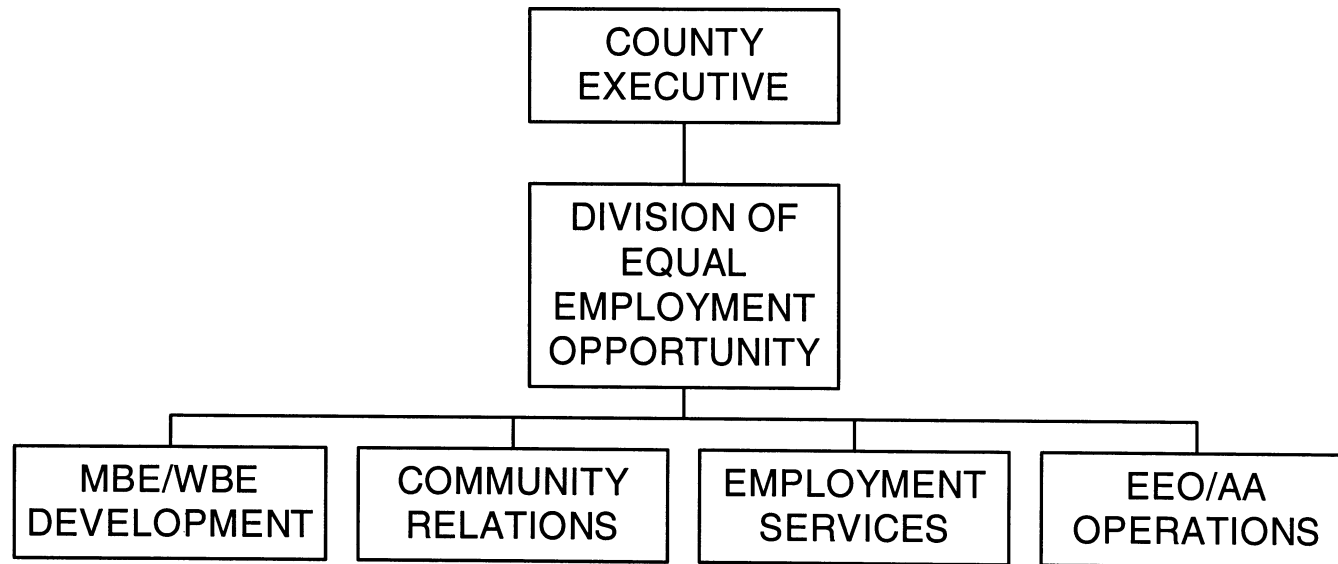 COUNTY
EXECUTIVE
DIVISION OF
EQUAL
EMPLOYMENT
OPPORTUNITY
MBE/WBE
DEVELOPMENT
COMMUNITY
RELATIONS
EMPLOYMENT
SERVICES
EEO/AA
OPERATIONS